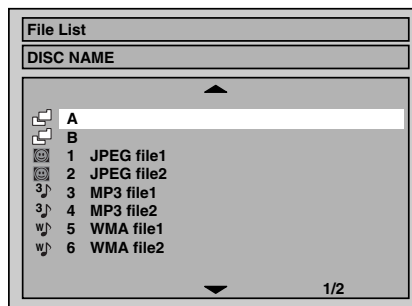 File List
DISC NAME
A
B
1 JPEG file1
2 JPEG file2
3 MP3 file1
4 MP3 file2
5 WMA file1
6 WMA file2
1/2